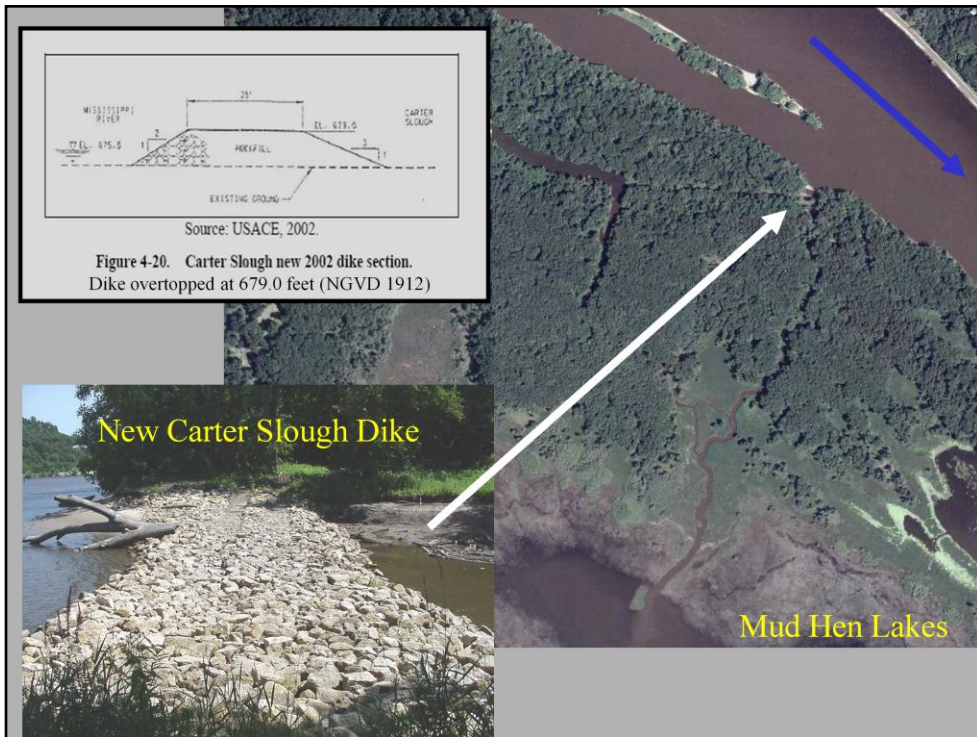 25'
MISSISSIPPI
RIVER
CARTER
SLOUGH
EL. 679.5
2
1
3
1
EL. 675.5
ROCKFILL
EXISTING GROUND
Source: USACE, 2002.
Figure 4-20. Carter Slough new 2002 dike section.
Dike overtopped at 679.0 feet (NGVD 1912)
New Carter Slough Dike
Mud Hen Lakes